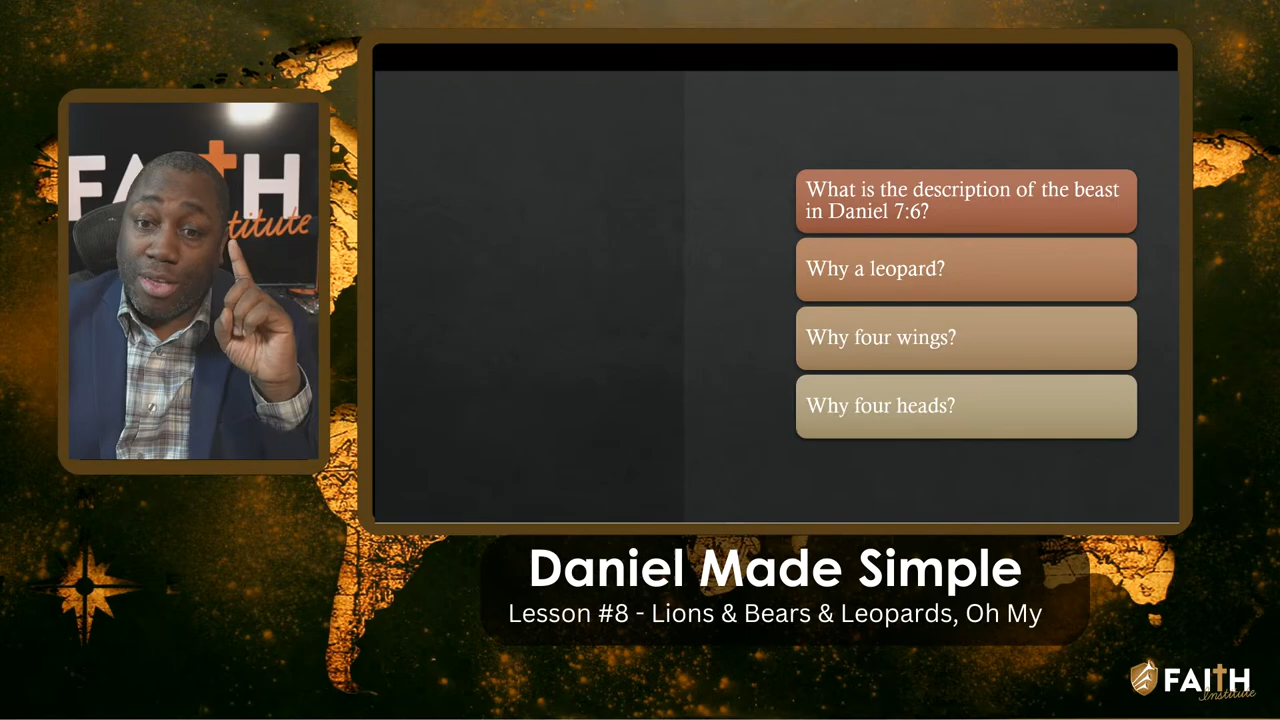 FAITH
titute
What is the description of the beast
in Daniel 7:6?
Why a leopard?
Why four wings?
Why four heads?
Daniel Made Simple
Lesson #8 - Lions & Bears & Leopards, Oh My
FAITH
Institute